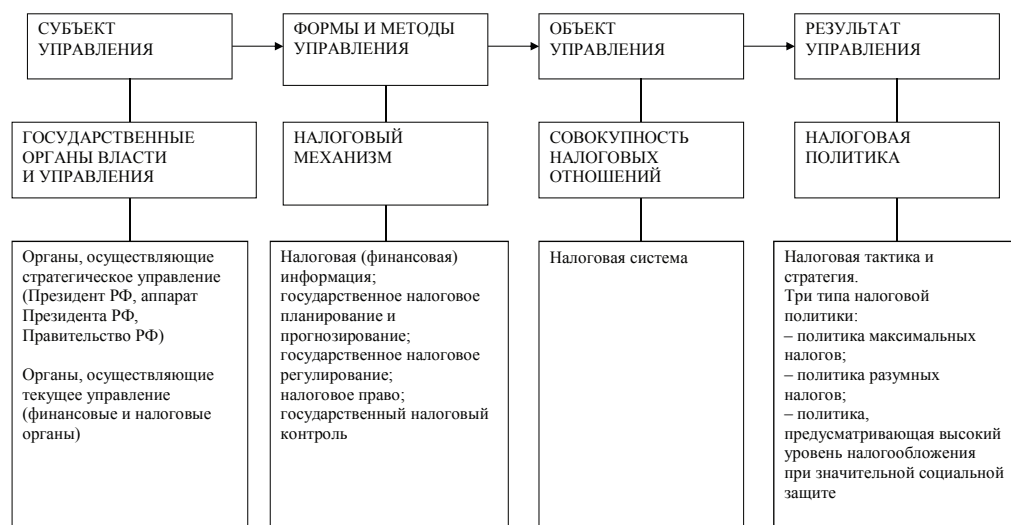 СУБЪЕКТ
УПРАВЛЕНИЯ
ФОРМЫ И МЕТОДЫ
УПРАВЛЕНИЯ
ОБЪЕКТ
УПРАВЛЕНИЯ
РЕЗУЛЬТАТ
УПРАВЛЕНИЯ
ГОСУДАРСТВЕННЫЕ
ОРГАНЫ ВЛАСТИ
И УПРАВЛЕНИЯ
НАЛОГОВЫЙ
МЕХАНИЗМ
СОВОКУПНОСТЬ
НАЛОГОВЫХ
ОТНОШЕНИЙ
НАЛОГОВАЯ
ПОЛИТИКА
Органы, осуществляющие
стратегическое управление
(Президент РФ, аппарат
Президента РФ,
Правительство РФ)
Органы, осуществляющие
текущее управление
(финансовые и налоговые
органы)
Налоговая (финансовая)
информация;
государственное налоговое
планирование и
прогнозирование;
государственное налоговое
регулирование;
налоговое право;
государственный налоговый
контроль
Налоговая система
Налоговая тактика и
стратегия.
Три типа налоговой
политики:
– политика максимальных
налогов;
– политика разумных
налогов;
– политика,
предусматривающая высокий
уровень налогообложения
при значительной социальной
защите